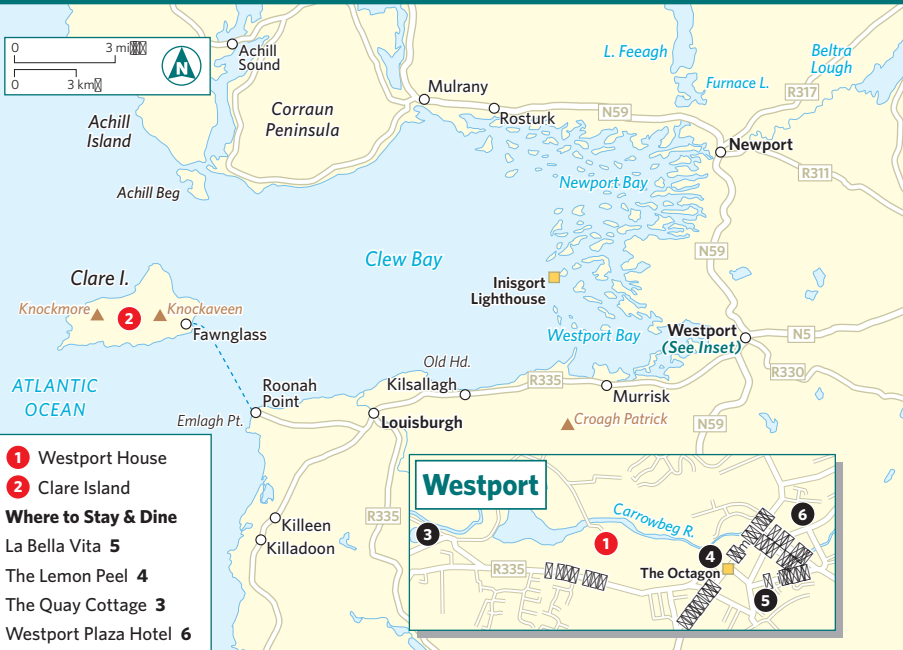 0 3 mi
0 3 km
N
Achill
Sound
L. Feeagh
Beltra
Lough
Furnace L.
R317
Mulrany
Corraun
Peninsula
Rosturk
N59
Achill
Island
Newport
R311
Achill Beg
Newport Bay
N59
Clew Bay
Clare I.
Inisgort
Lighthouse
Knockmore
2
Knockaveen
Fawnglass
Westport Bay
Westport
(See Inset)
N5
Old Hd.
R330
ATLANTIC
OCEAN
Roonah
Point
Kilsallagh
R335
Murrisk
Emlagh Pt.
Louisburgh
Croagh Patrick
N59
1 Westport House
2 Clare Island
Where to Stay & Dine
La Bella Vita 5
The Lemon Peel 4
The Quay Cottage 3
Westport Plaza Hotel 6
Killeen
Killadoon
R335
Westport
Carrowbeg R.
6
3
1
4
The Octagon
R335
5